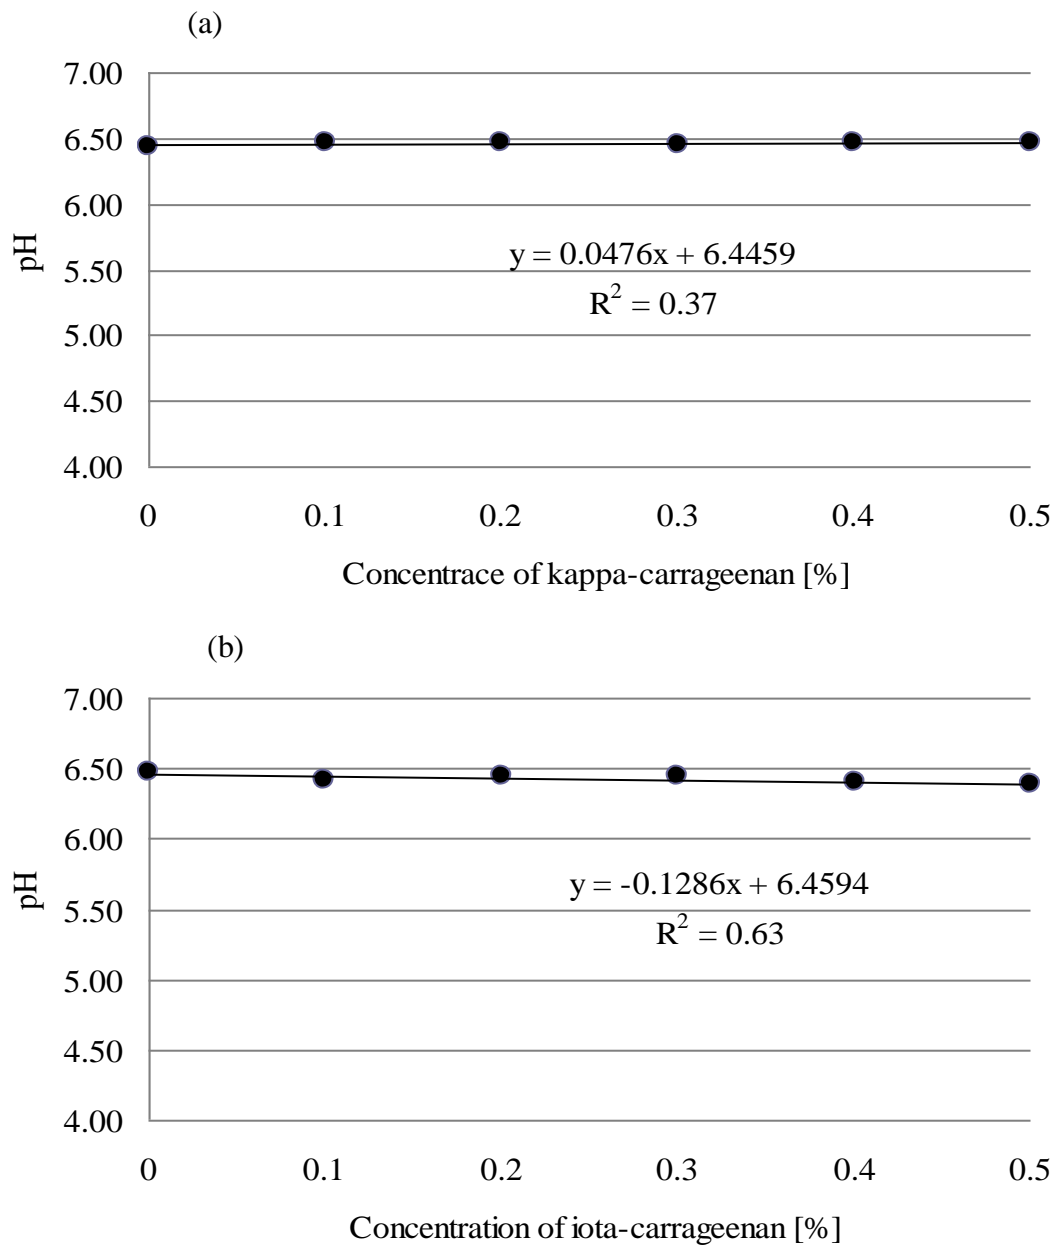 (a)
7.00
6.50
6.00
5.50
5.00
4.50
4.00
pH
y = 0.0476x + 6.4459
R² = 0.37
0 0.1 0.2 0.3 0.4 0.5
Concentrace of kappa-carrageenan [%]
(b)
7.00
6.50
6.00
5.50
5.00
4.50
4.00
pH
y = -0.1286x + 6.4594
R² = 0.63
0 0.1 0.2 0.3 0.4 0.5
Concentration of iota-carrageenan [%]